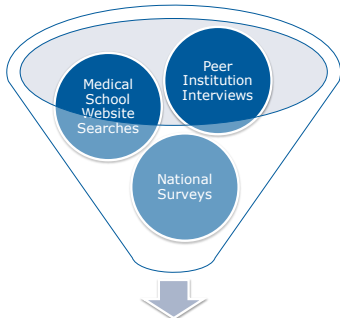 Peer
Institution
Interviews
Medical
School
Website
Searches
National
Surveys